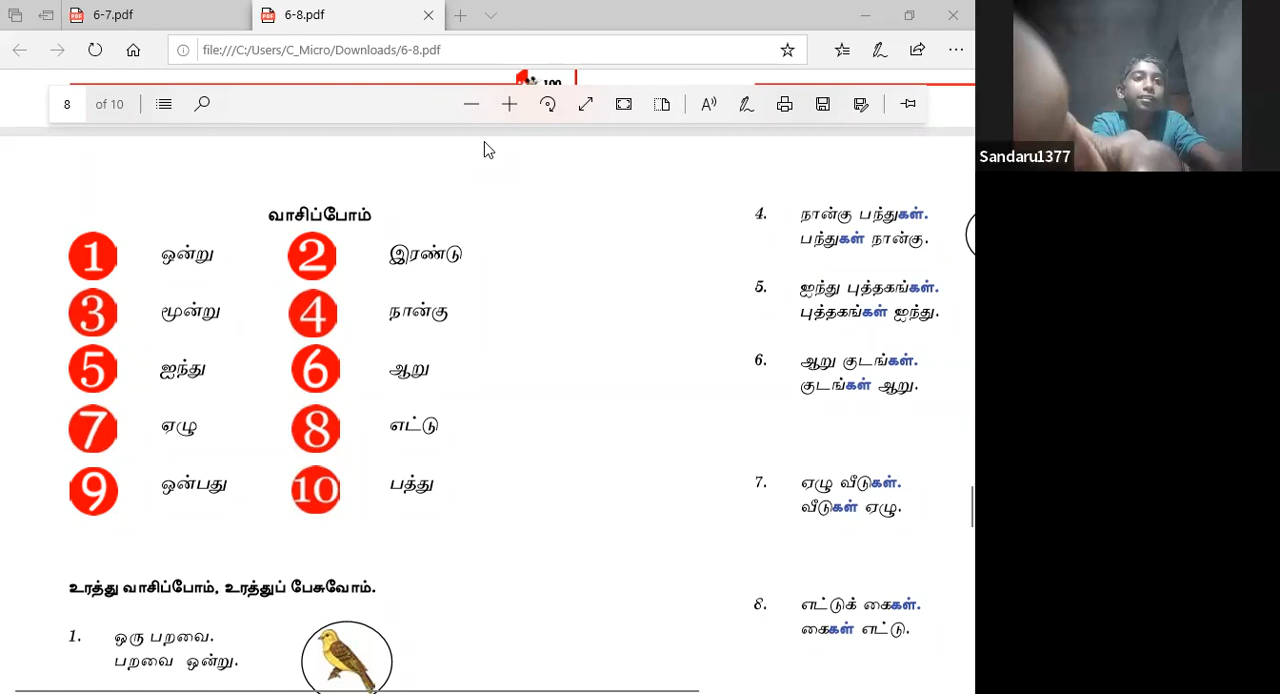 6-7.pdf
6-8.pdf
file:///C:/Users/C_Micro/Downloads/6-8.pdf
100
8 of 10
Sandaru1377
வாசிப்போம்
1 ஒன்று 2 இரண்டு
3 மூன்று 4 நான்கு
5 ஐந்து 6 ஆறு
7 ஏழு 8 எட்டு
9 ஒன்பது 10 பத்து
உரத்து வாசிப்போம், உரத்துப் பேசுவோம்.
1. ஒரு பறவை.
பறவை ஒன்று.
4. நான்கு பந்துகள்.
பந்துகள் நான்கு.
5. ஐந்து புத்தகங்கள்.
புத்தகங்கள் ஐந்து.
6. ஆறு குடங்கள்.
குடங்கள் ஆறு.
7. ஏழு வீடுகள்.
வீடுகள் ஏழு.
8. எட்டுக் கைகள்.
கைகள் எட்டு.